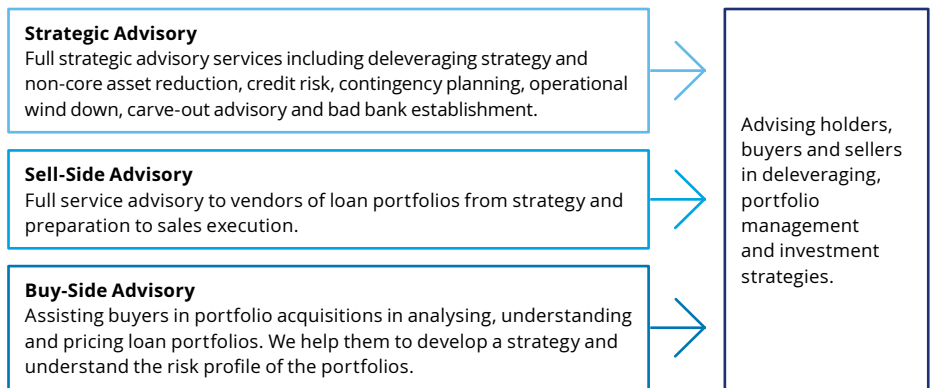 Strategic Advisory
Full strategic advisory services including deleveraging strategy and
non-core asset reduction, credit risk, contingency planning, operational
wind down, carve-out advisory and bad bank establishment.
Sell-Side Advisory
Full service advisory to vendors of loan portfolios from strategy and
preparation to sales execution.
Buy-Side Advisory
Assisting buyers in portfolio acquisitions in analysing, understanding
and pricing loan portfolios. We help them to develop a strategy and
understand the risk profile of the portfolios.
Advising holders,
buyers and sellers
in deleveraging,
portfolio
management
and investment
strategies.